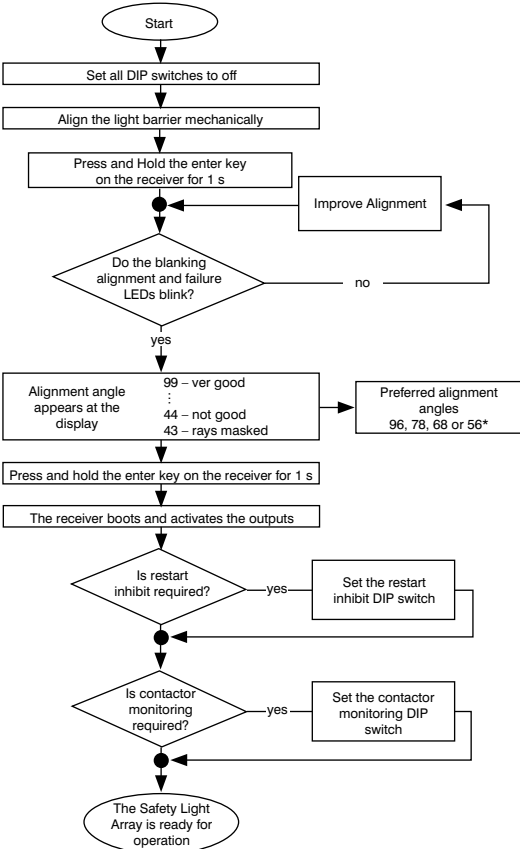 Start
Set all DIP switches to off
Align the light barrier mechanically
Press and Hold the enter key
on the receiver for 1 s
Improve Alignment
Do the blanking
alignment and failure
LEDs blink?
no
yes
Alignment angle
appears at the
display
99 – ver good
⋮
44 – not good
43 – rays masked
Preferred alignment
angles
96, 78, 68 or 56*
Press and hold the enter key on the receiver for 1 s
The receiver boots and activates the outputs
Is restart
inhibit required?
yes
Set the restart
inhibit DIP switch
Is contactor
monitoring
required?
yes
Set the contactor
monitoring DIP
switch
The Safety Light
Array is ready for
operation